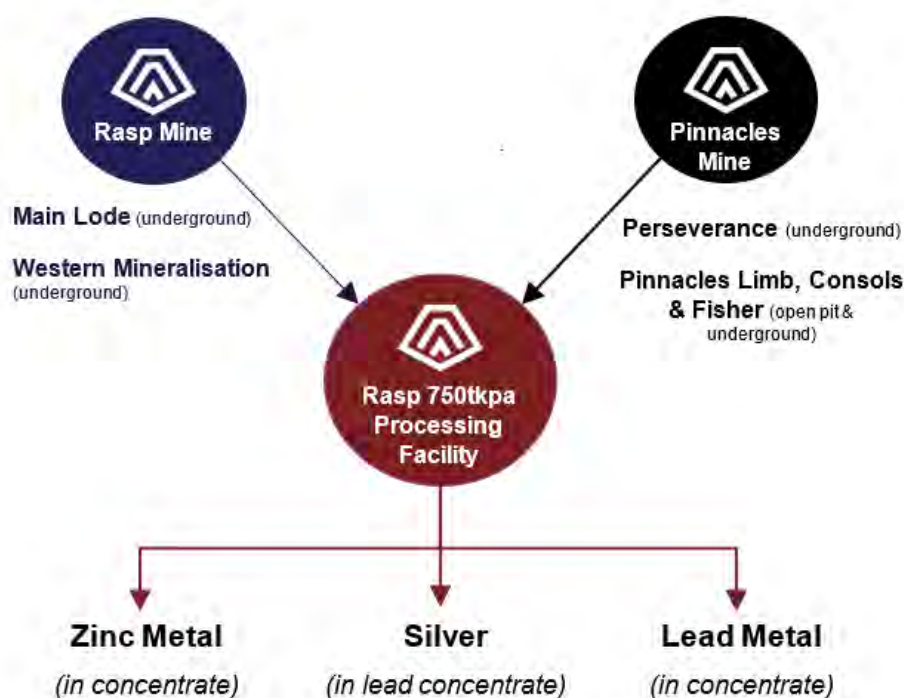 Rasp Mine
Pinnacles
Mine
Main Lode (underground)
Western Mineralisation
(underground)
Perseverance (underground)
Pinnacles Limb, Consols
& Fisher (open pit &
underground)
Rasp 750tkpa
Processing
Facility
Zinc Metal
(in concentrate)
Silver
(in lead concentrate)
Lead Metal
(in concentrate)